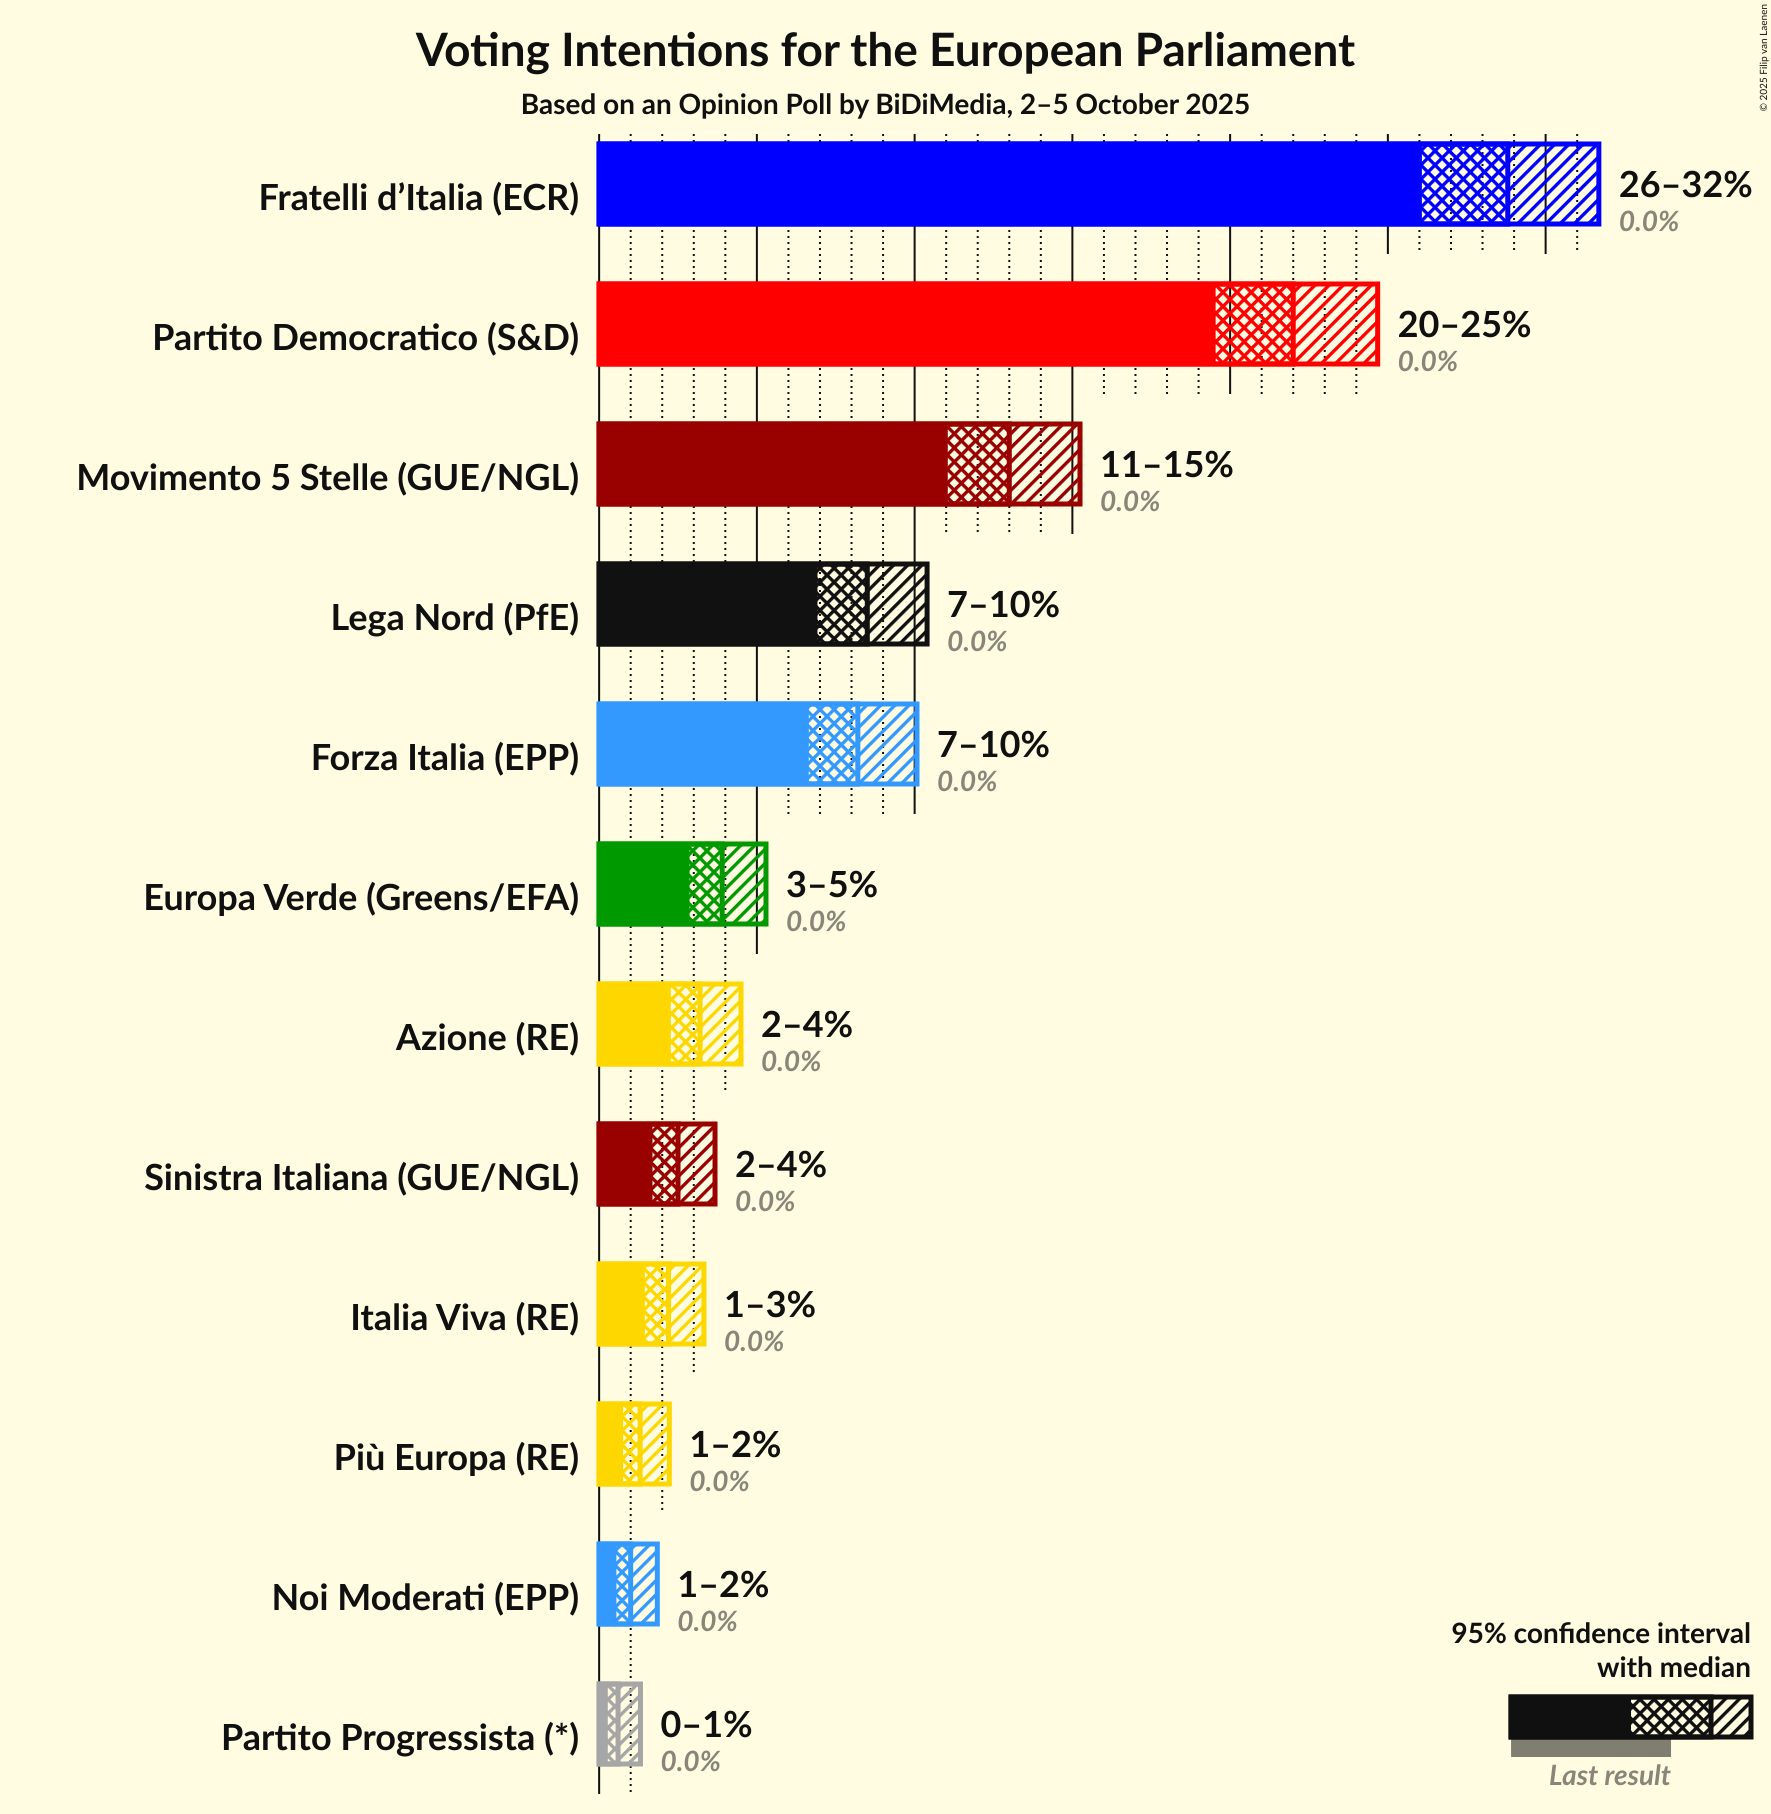 © 2025 Filip van Laenen
Voting Intentions for the European Parliament
Based on an Opinion Poll by BiDiMedia, 2–5 October 2025
Fratelli d’Italia (ECR)
26–32%
0.0%
Partito Democratico (S&D)
20–25%
0.0%
Movimento 5 Stelle (GUE/NGL)
11–15%
0.0%
Lega Nord (PfE)
7–10%
0.0%
Forza Italia (EPP)
7–10%
0.0%
Europa Verde (Greens/EFA)
3–5%
0.0%
Azione (RE)
2–4%
0.0%
Sinistra Italiana (GUE/NGL)
2–4%
0.0%
Italia Viva (RE)
1–3%
0.0%
Più Europa (RE)
1–2%
0.0%
Noi Moderati (EPP)
1–2%
0.0%
Partito Progressista (*)
0–1%
0.0%
95% confidence interval
with median
Last result